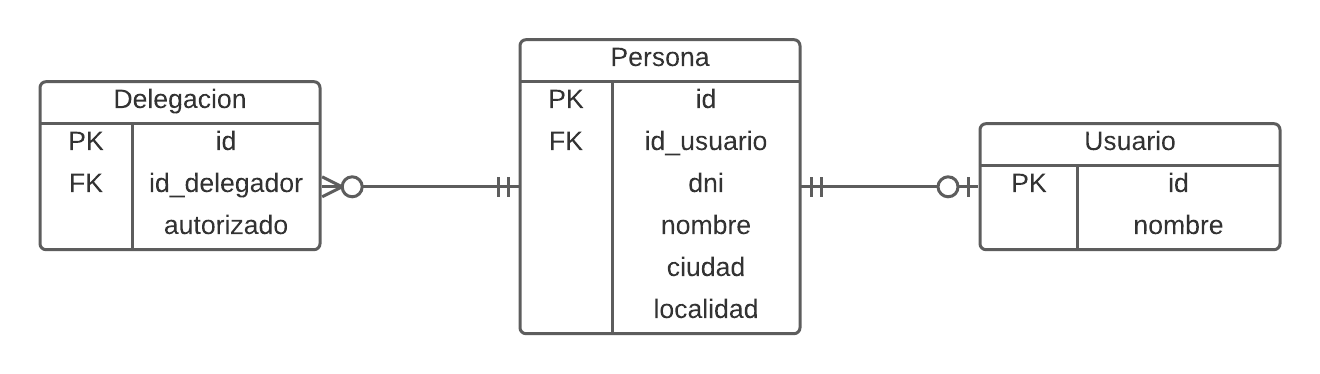 Delegacion
PK id
FK id_delegador
autorizado
Persona
PK id
FK id_usuario
dni
nombre
ciudad
localidad
Usuario
PK id
nombre